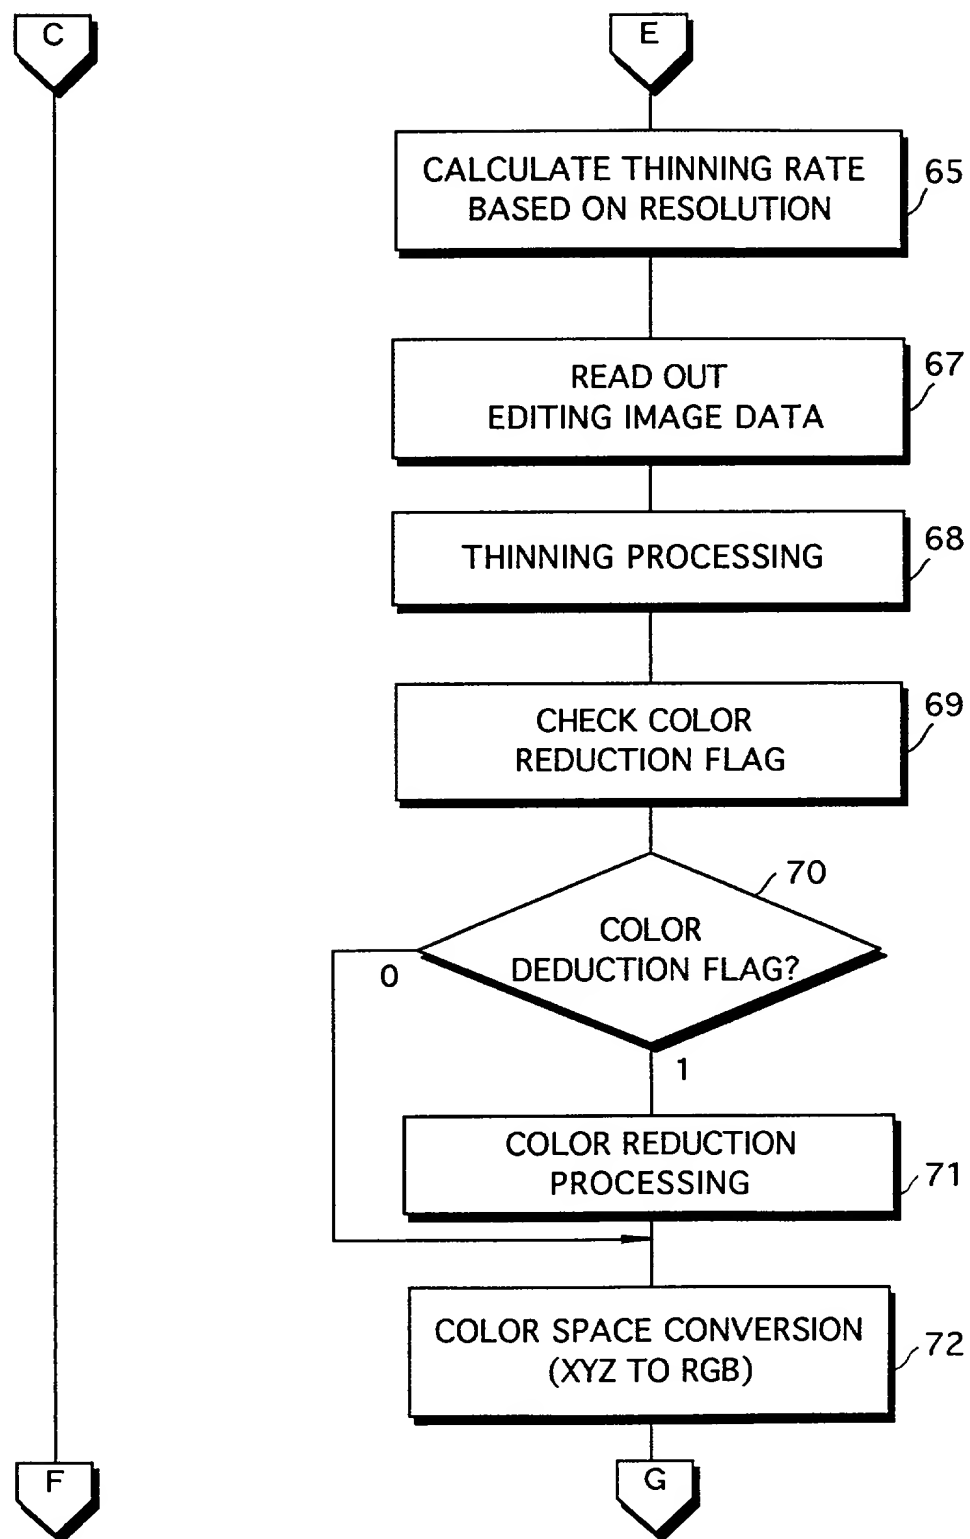 C
E
CALCULATE THINNING RATE
BASED ON RESOLUTION
65
READ OUT
EDITING IMAGE DATA
67
THINNING PROCESSING
68
CHECK COLOR
REDUCTION FLAG
69
70
COLOR
DEDUCTION FLAG?
0
1
COLOR REDUCTION
PROCESSING
71
COLOR SPACE CONVERSION
(XYZ TO RGB)
72
F
G